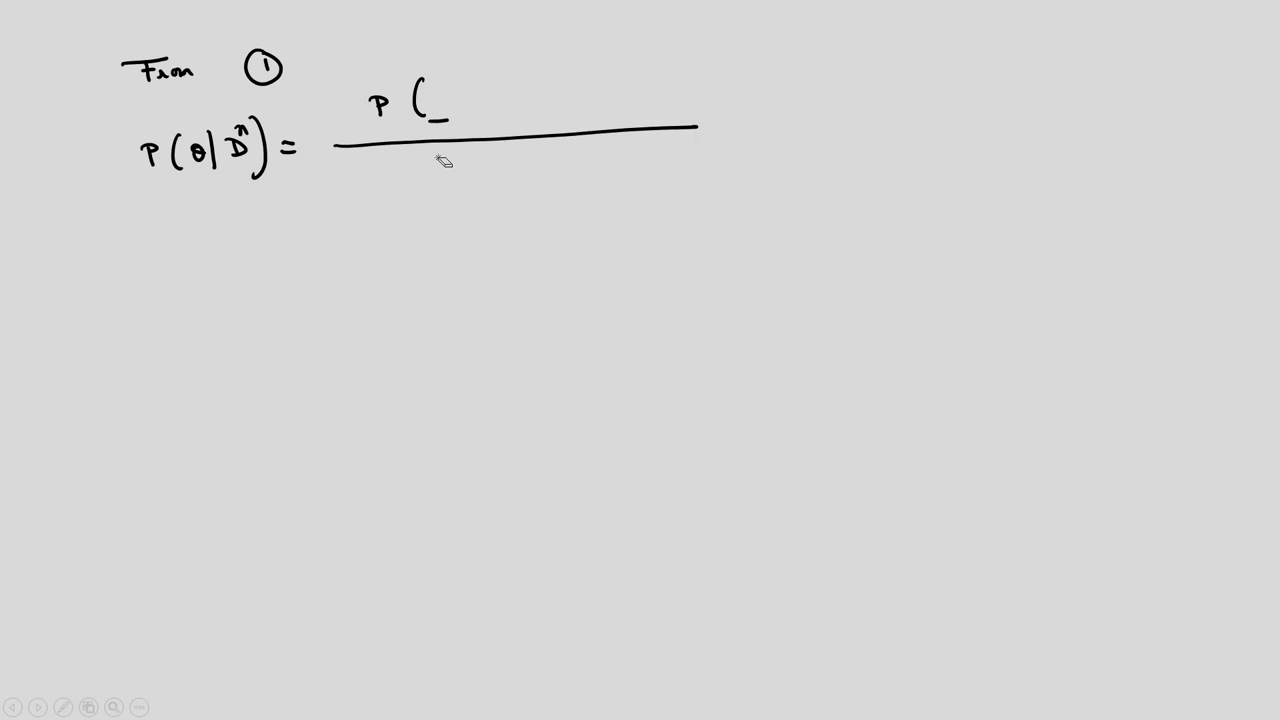 From ①
P ( _
P(θ|Dⁿ) =